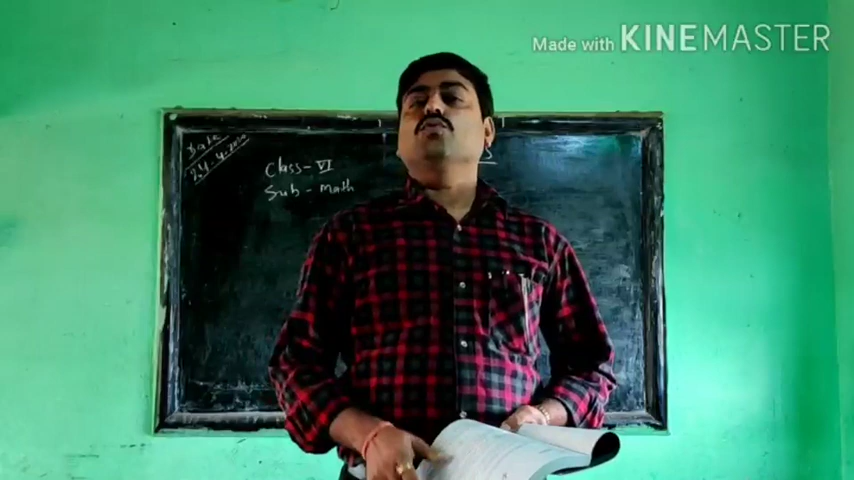 Made with KINEMASTER
Date
24.4.2020
Class - VI
Sub - Math